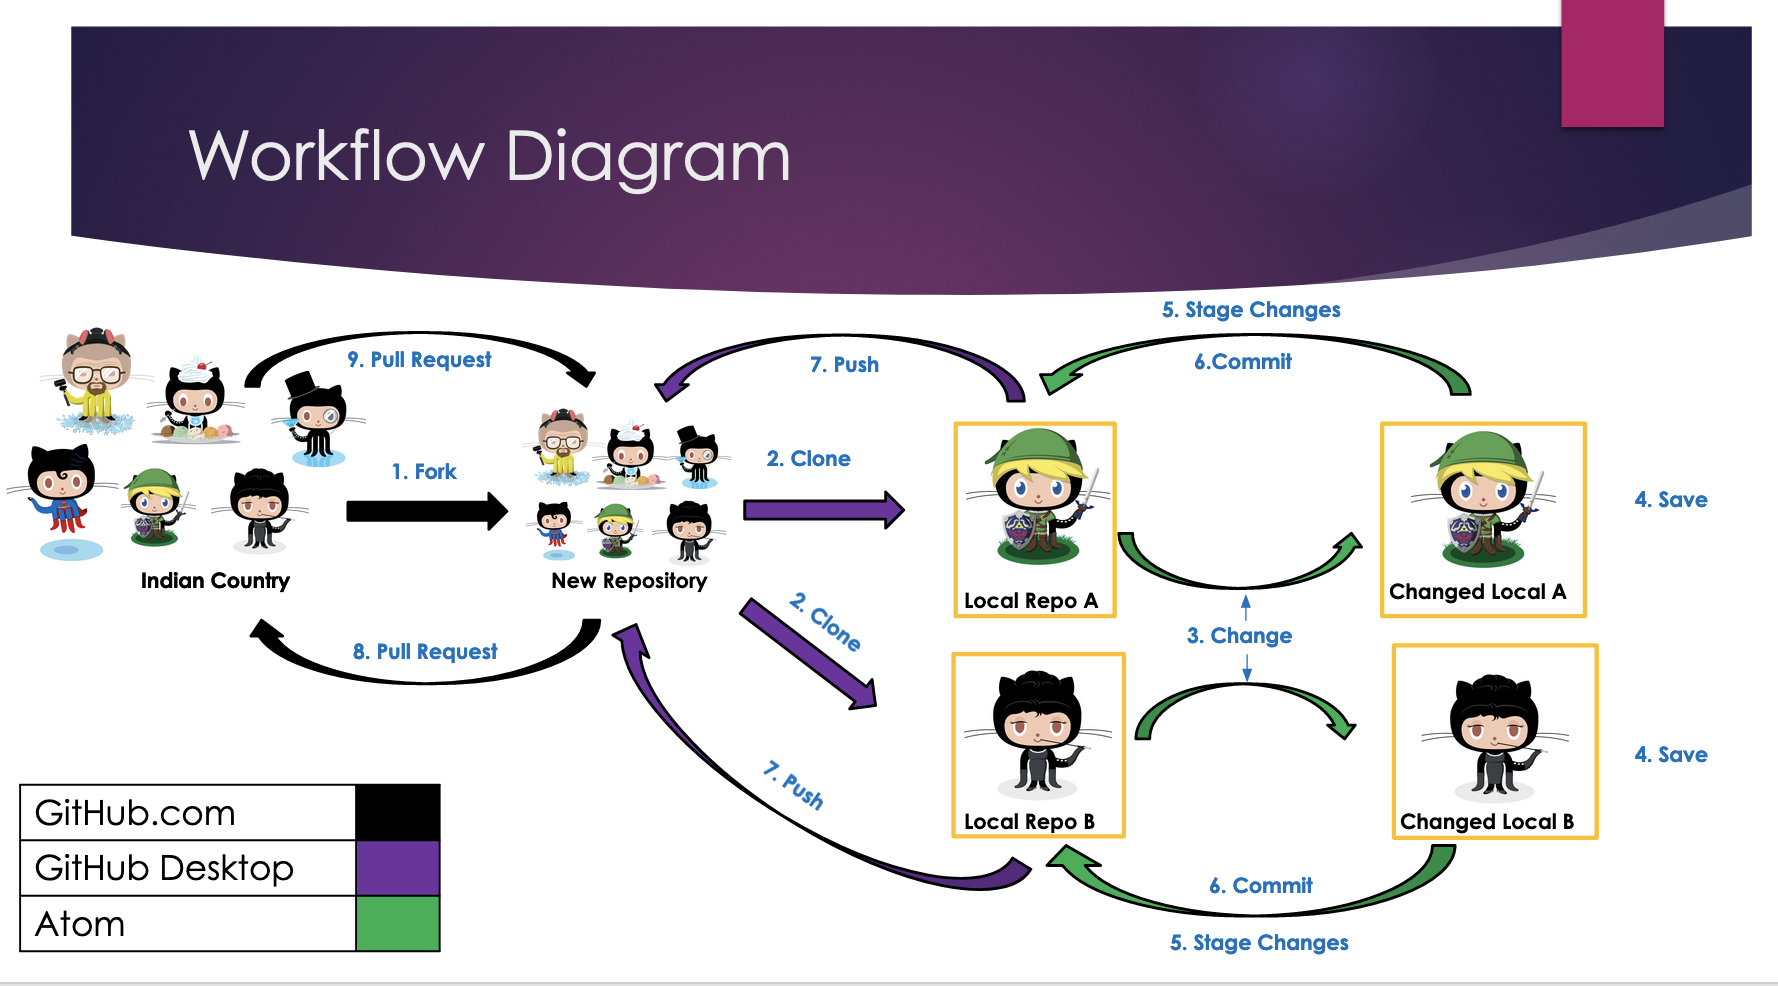 Workflow Diagram
5. Stage Changes
9. Pull Request
7. Push
6.Commit
1. Fork
2. Clone
4. Save
Indian Country
New Repository
Local Repo A
Changed Local A
2. Clone
3. Change
8. Pull Request
4. Save
7. Push
Local Repo B
Changed Local B
6. Commit
5. Stage Changes
GitHub.com
GitHub Desktop
Atom